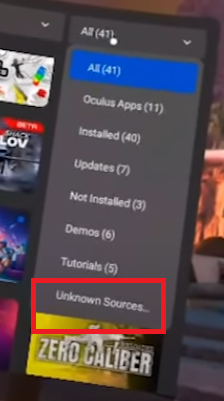 All (41)
All (41)
Oculus Apps (11)
Installed (40)
BETA
Updates (7)
Not Installed (3)
Demos (6)
Tutorials (5)
Unknown Sources...
ZERO CALIBER